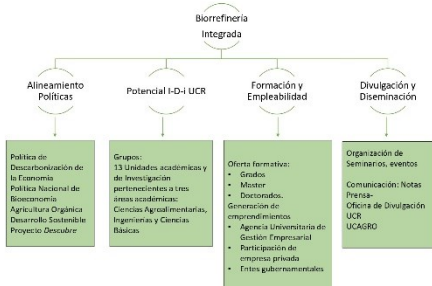 Biorrefinería
Integrada
Alineamiento
Políticas
Potencial I-D-i UCR
Formación y
Empleabilidad
Divulgación y
Diseminación
Política de
Descarbonización de
la Economía
Política Nacional de
Bioeconomía
Agricultura Orgánica
Desarrollo Sostenible
Proyecto Descubre
Grupos:
13 Unidades académicas y
de Investigación
pertenecientes a tres
áreas académicas:
Ciencias Agroalimentarias,
Ingenierías y Ciencias
Básicas
Oferta formativa:
• Grados
• Master
• Doctorados.
Generación de
emprendimientos
• Agencia Universitaria de
Gestión Empresarial
• Participación de
empresa privada
• Entes gubernamentales
Organización de
Seminarios, eventos
Comunicación: Notas
Prensa-
Oficina de Divulgación
UCR
UCAGRO